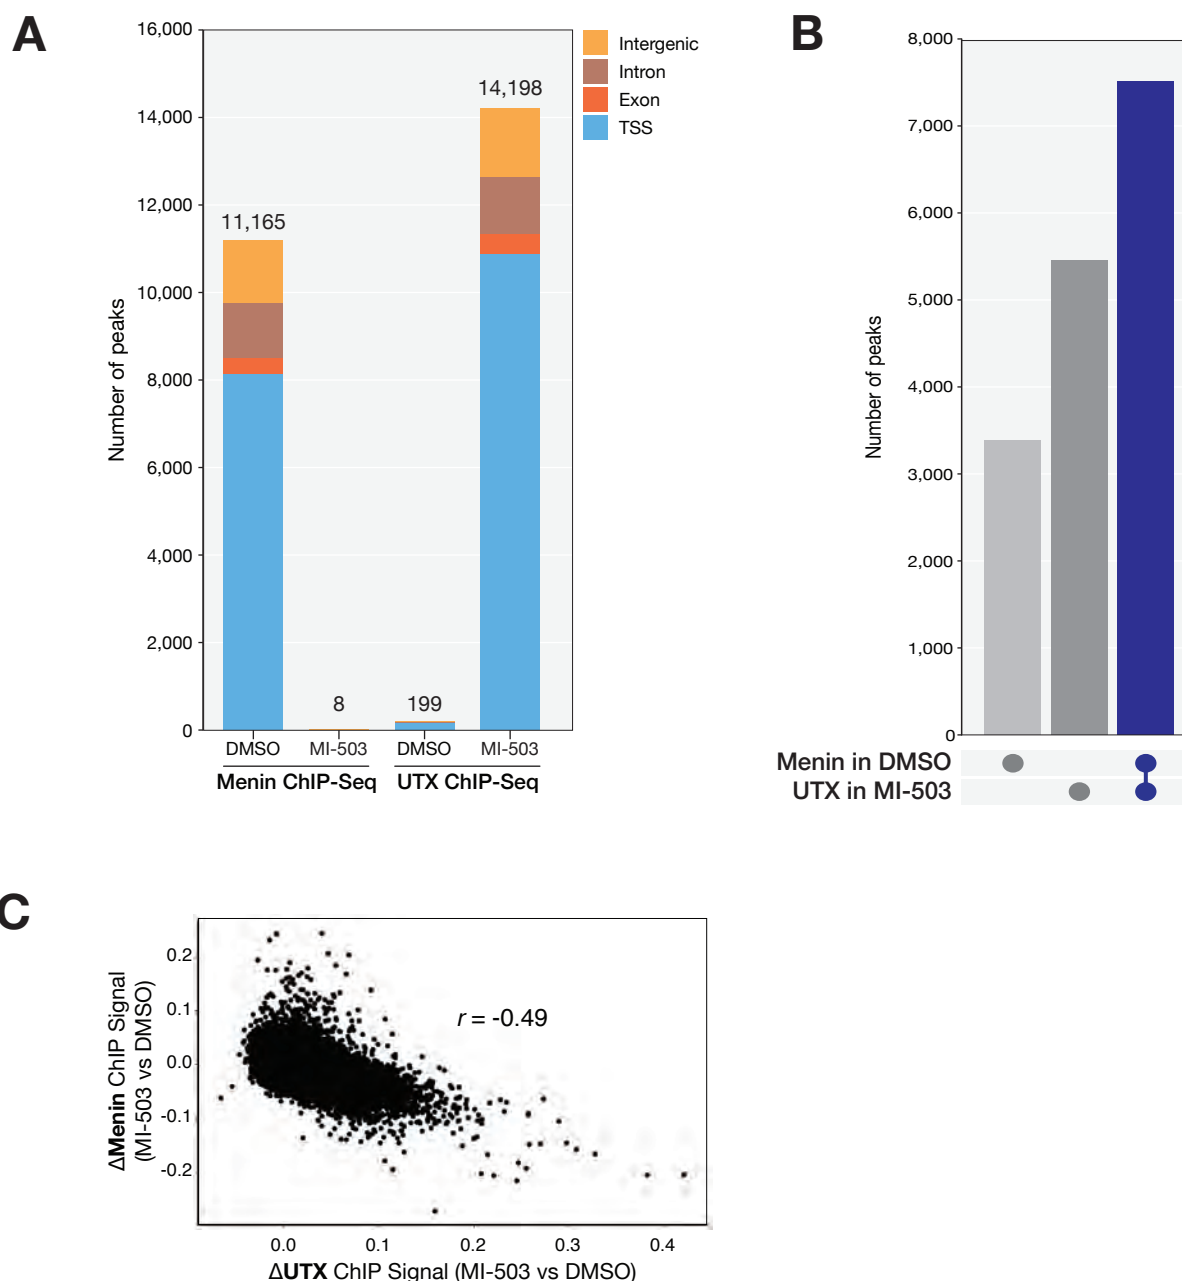 A
16,000
14,000
12,000
10,000
8,000
6,000
4,000
2,000
0
Number of peaks
11,165
8
199
14,198
Intergenic
Intron
Exon
TSS
DMSO
MI-503
DMSO
MI-503
Menin ChIP-Seq
UTX ChIP-Seq
B
8,000
7,000
6,000
5,000
4,000
3,000
2,000
1,000
0
Number of peaks
Menin in DMSO
UTX in MI-503
C
0.2
0.1
0.0
-0.1
-0.2
ΔMenin ChIP Signal
(MI-503 vs DMSO)
r = -0.49
0.0
0.1
0.2
0.3
0.4
ΔUTX ChIP Signal (MI-503 vs DMSO)